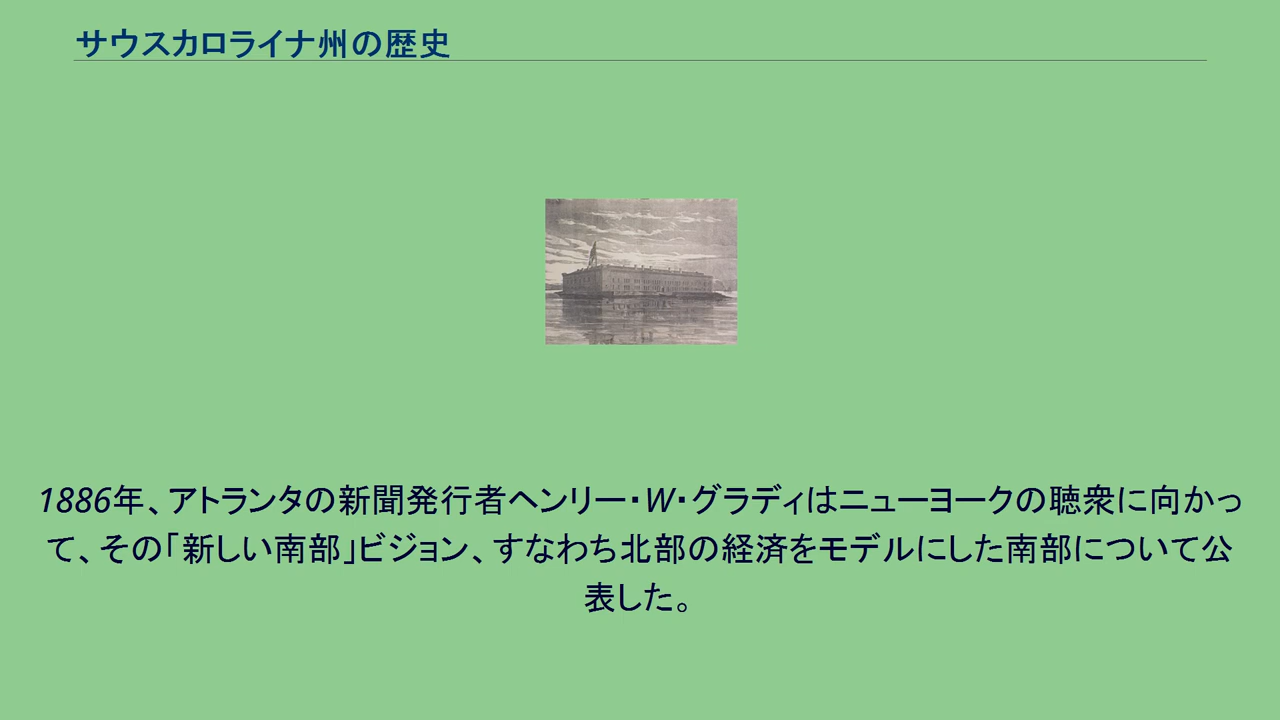 サウスカロライナ州の歴史
1886年、アトランタの新聞発行者ヘンリー・W・グラディはニューヨークの聴衆に向かっ
て、その「新しい南部」ビジョン、すなわち北部の経済をモデルにした南部について公
表した。